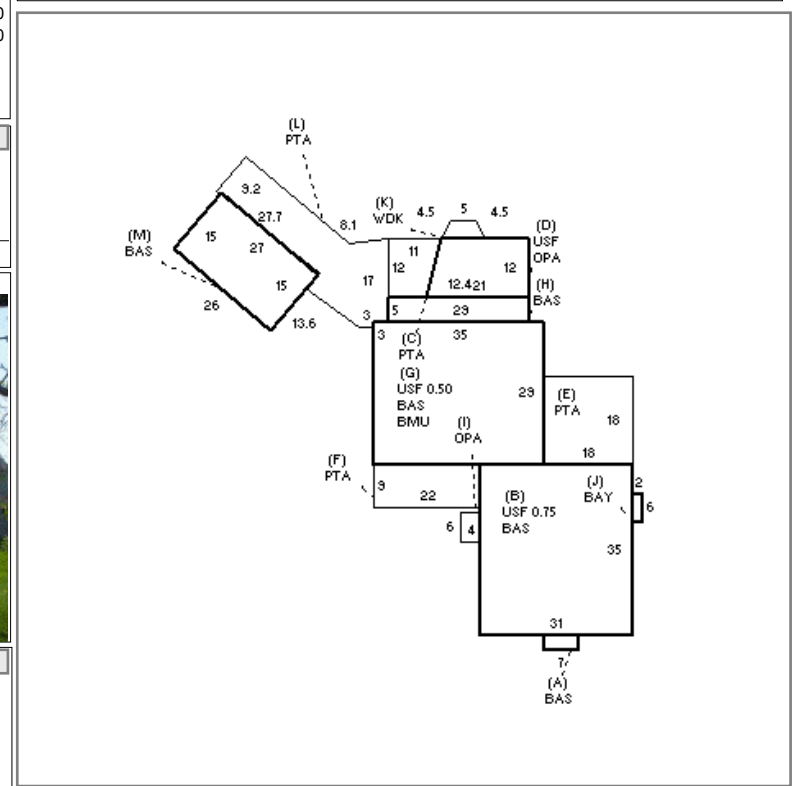 0
0
(L)
PTA
9.2
8.1
(K)
WDK
4.5
5
4.5
(D)
USF
OPA
27.7
(M)
BAS
15
27
15
26
13.6
11
12
17
12.421
12
(H)
BAS
3
5
29
3
35
(C)
PTA
(G)
USF 0.50
BAS
BMU
29
(I)
OPA
(E)
PTA
18
18
(F)
PTA
9
22
6
4
(B)
USF 0.75
BAS
(J)
BAY
2
6
35
31
7
(A)
BAS